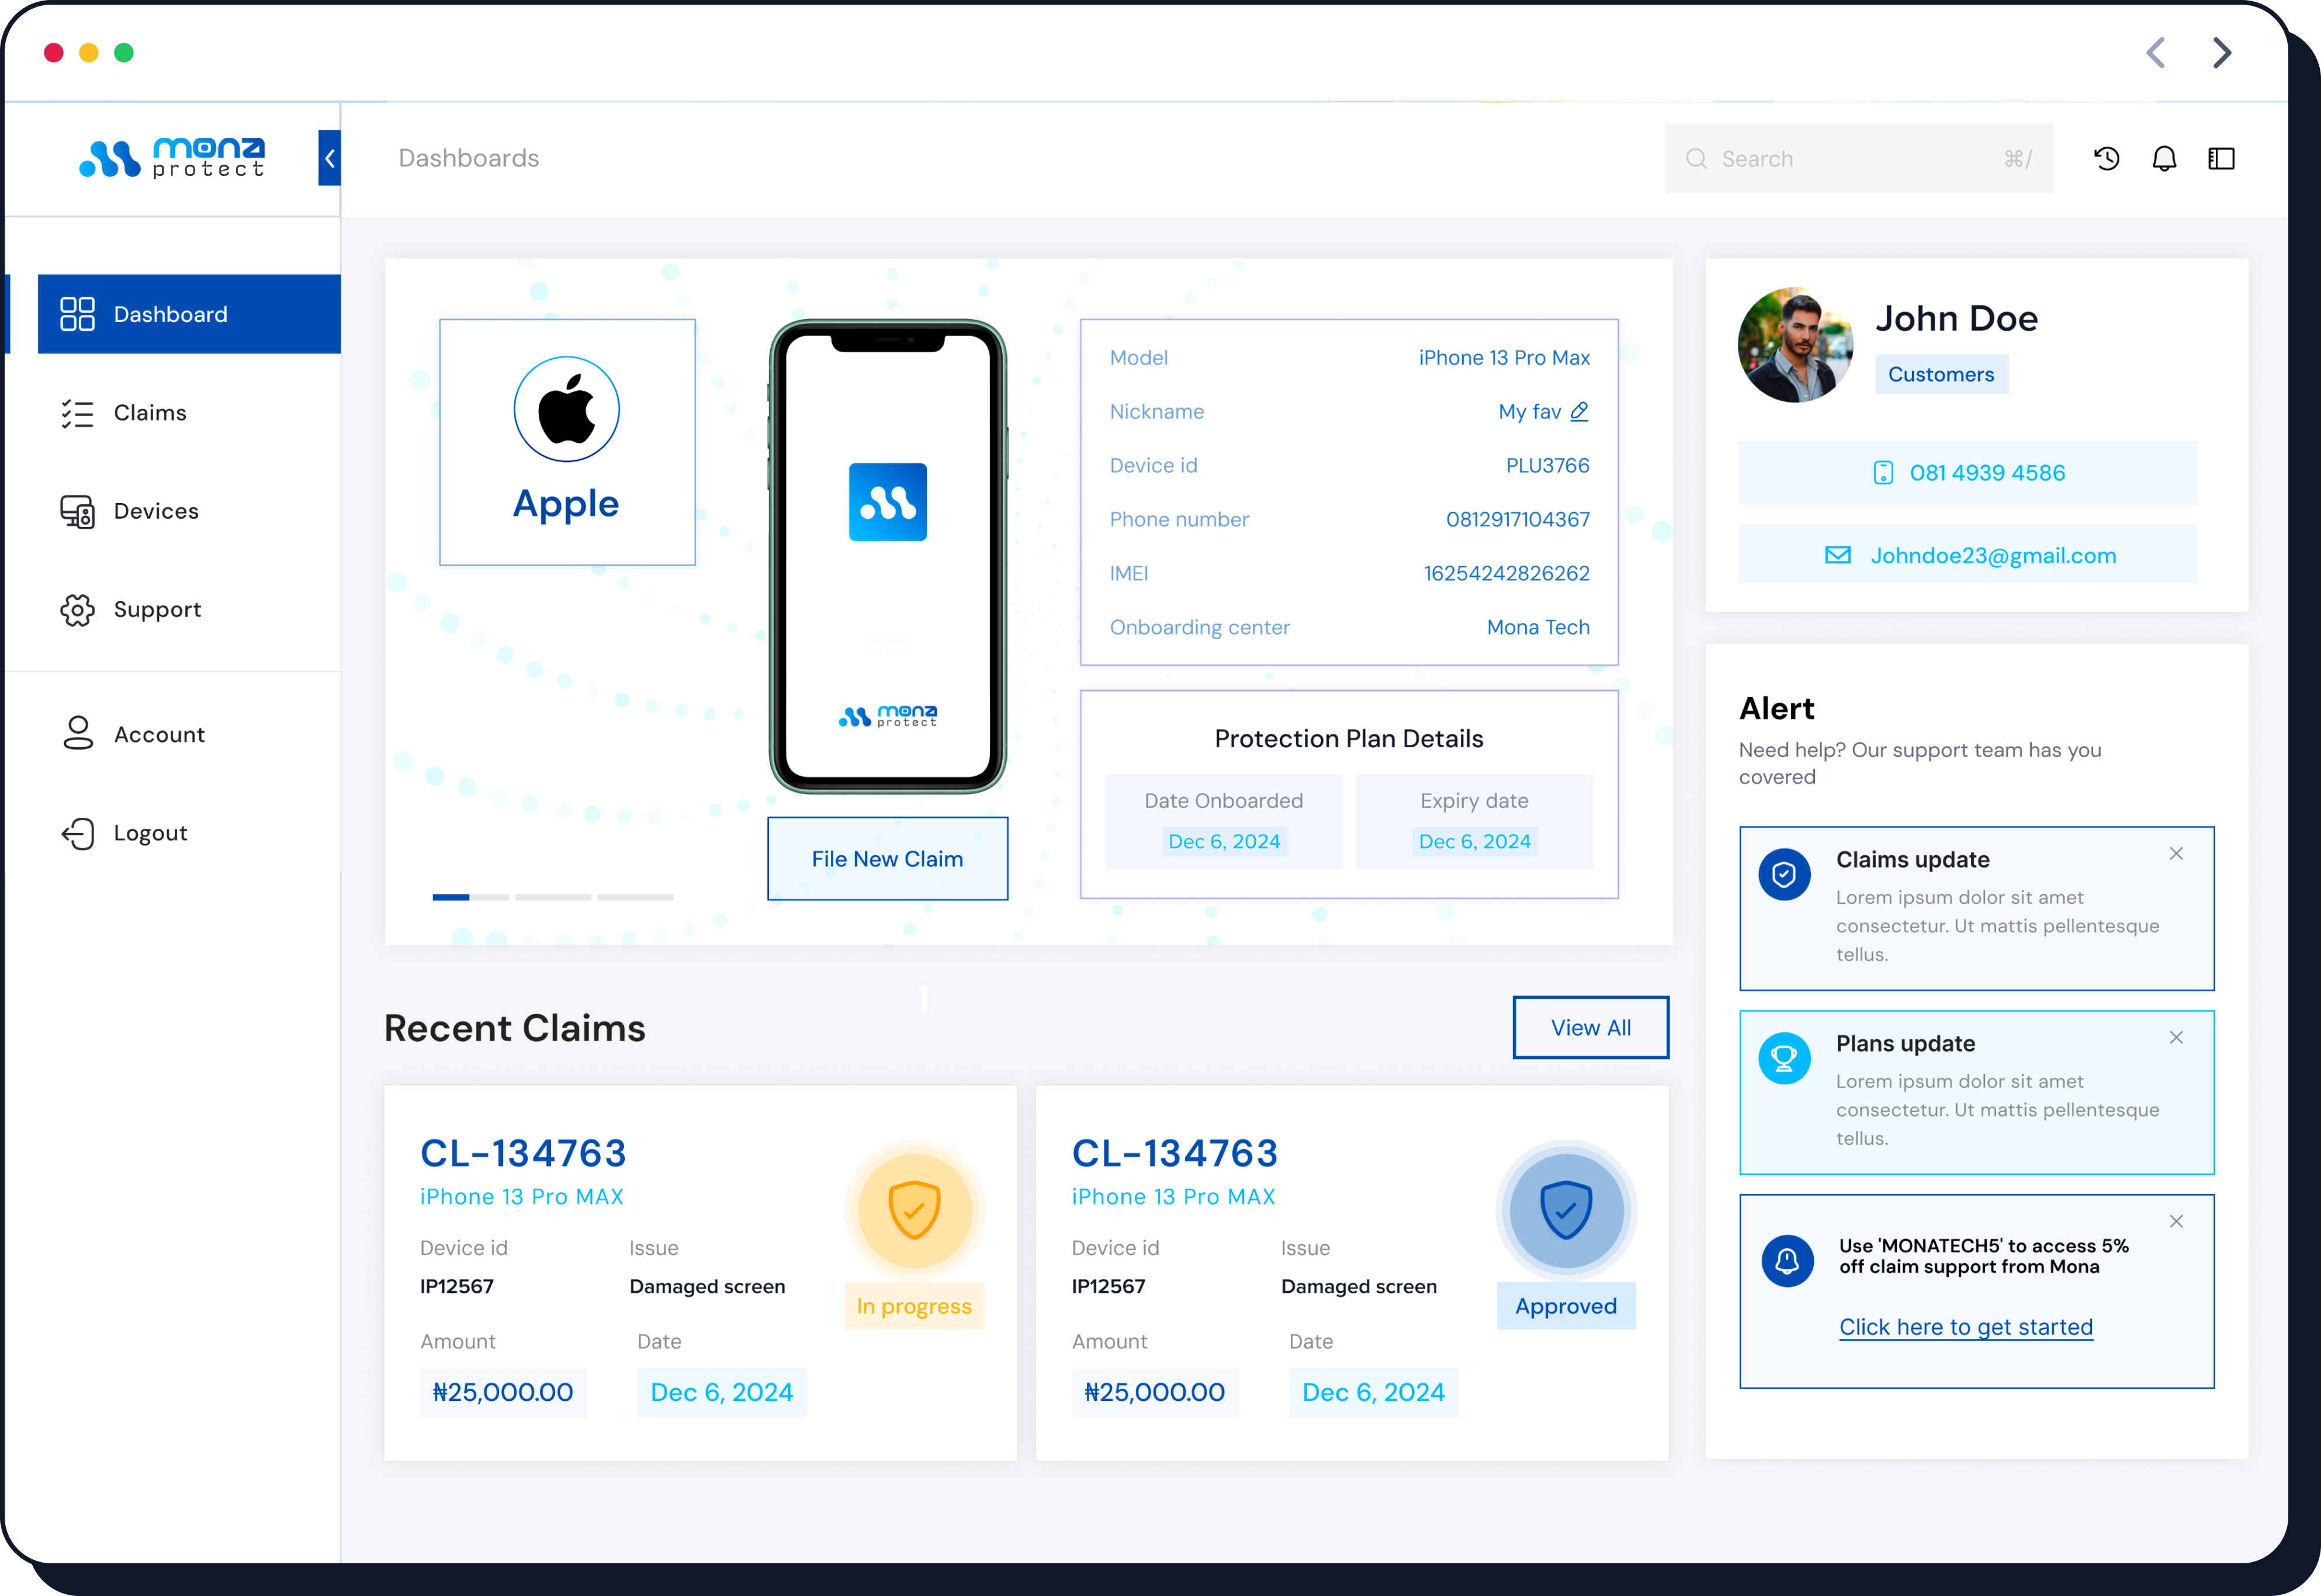 mona
protect
Dashboards
Search
⌘/
Dashboard
Claims
Devices
Support
Account
Logout
Apple
mona
protect
File New Claim
Model iPhone 13 Pro Max
Nickname My fav
Device id PLU3766
Phone number 0812917104367
IMEI 16254242826262
Onboarding center Mona Tech
Protection Plan Details
Date Onboarded
Dec 6, 2024
Expiry date
Dec 6, 2024
John Doe
Customers
081 4939 4586
Johndoe23@gmail.com
Alert
Need help? Our support team has you
covered
Claims update
Lorem ipsum dolor sit amet
consectetur. Ut mattis pellentesque
tellus.
Plans update
Lorem ipsum dolor sit amet
consectetur. Ut mattis pellentesque
tellus.
Use 'MONATECH5' to access 5%
off claim support from Mona
Click here to get started
1
Recent Claims
View All
CL-134763
iPhone 13 Pro MAX
Device id Issue
IP12567 Damaged screen
In progress
Amount Date
₦25,000.00 Dec 6, 2024
CL-134763
iPhone 13 Pro MAX
Device id Issue
IP12567 Damaged screen
Approved
Amount Date
₦25,000.00 Dec 6, 2024